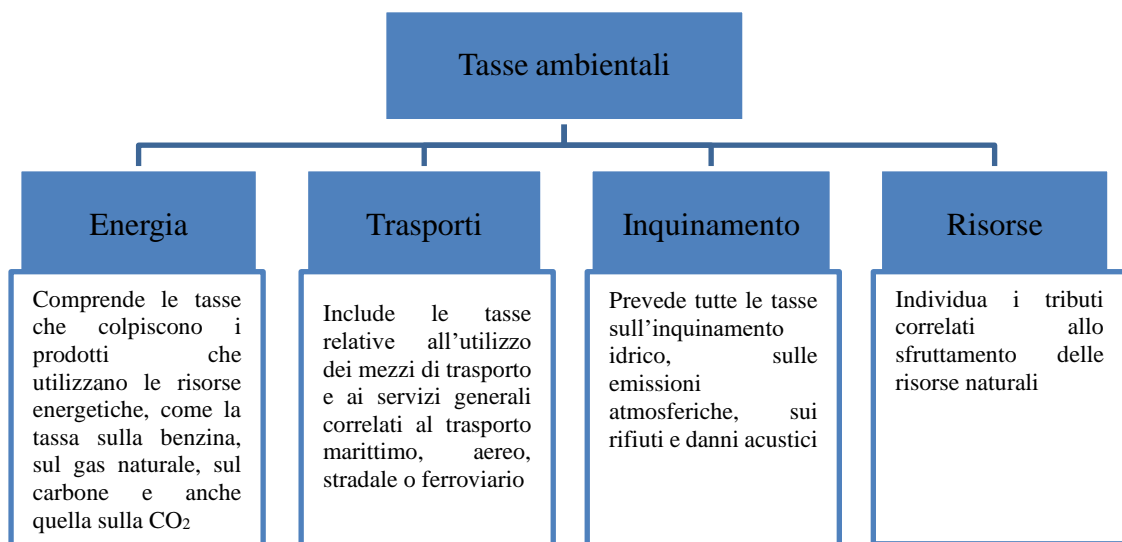 Tasse ambientali
Energia
Comprende le tasse
che colpiscono i
prodotti che
utilizzano le risorse
energetiche, come la
tassa sulla benzina,
sul gas naturale, sul
carbone e anche
quella sulla CO₂
Trasporti
Include le tasse
relative all’utilizzo
dei mezzi di trasporto
e ai servizi generali
correlati al trasporto
marittimo, aereo,
stradale o ferroviario
Inquinamento
Prevede tutte le tasse
sull’inquinamento
idrico, sulle
emissioni
atmosferiche, sui
rifiuti e danni acustici
Risorse
Individua i tributi
correlati allo
sfruttamento delle
risorse naturali